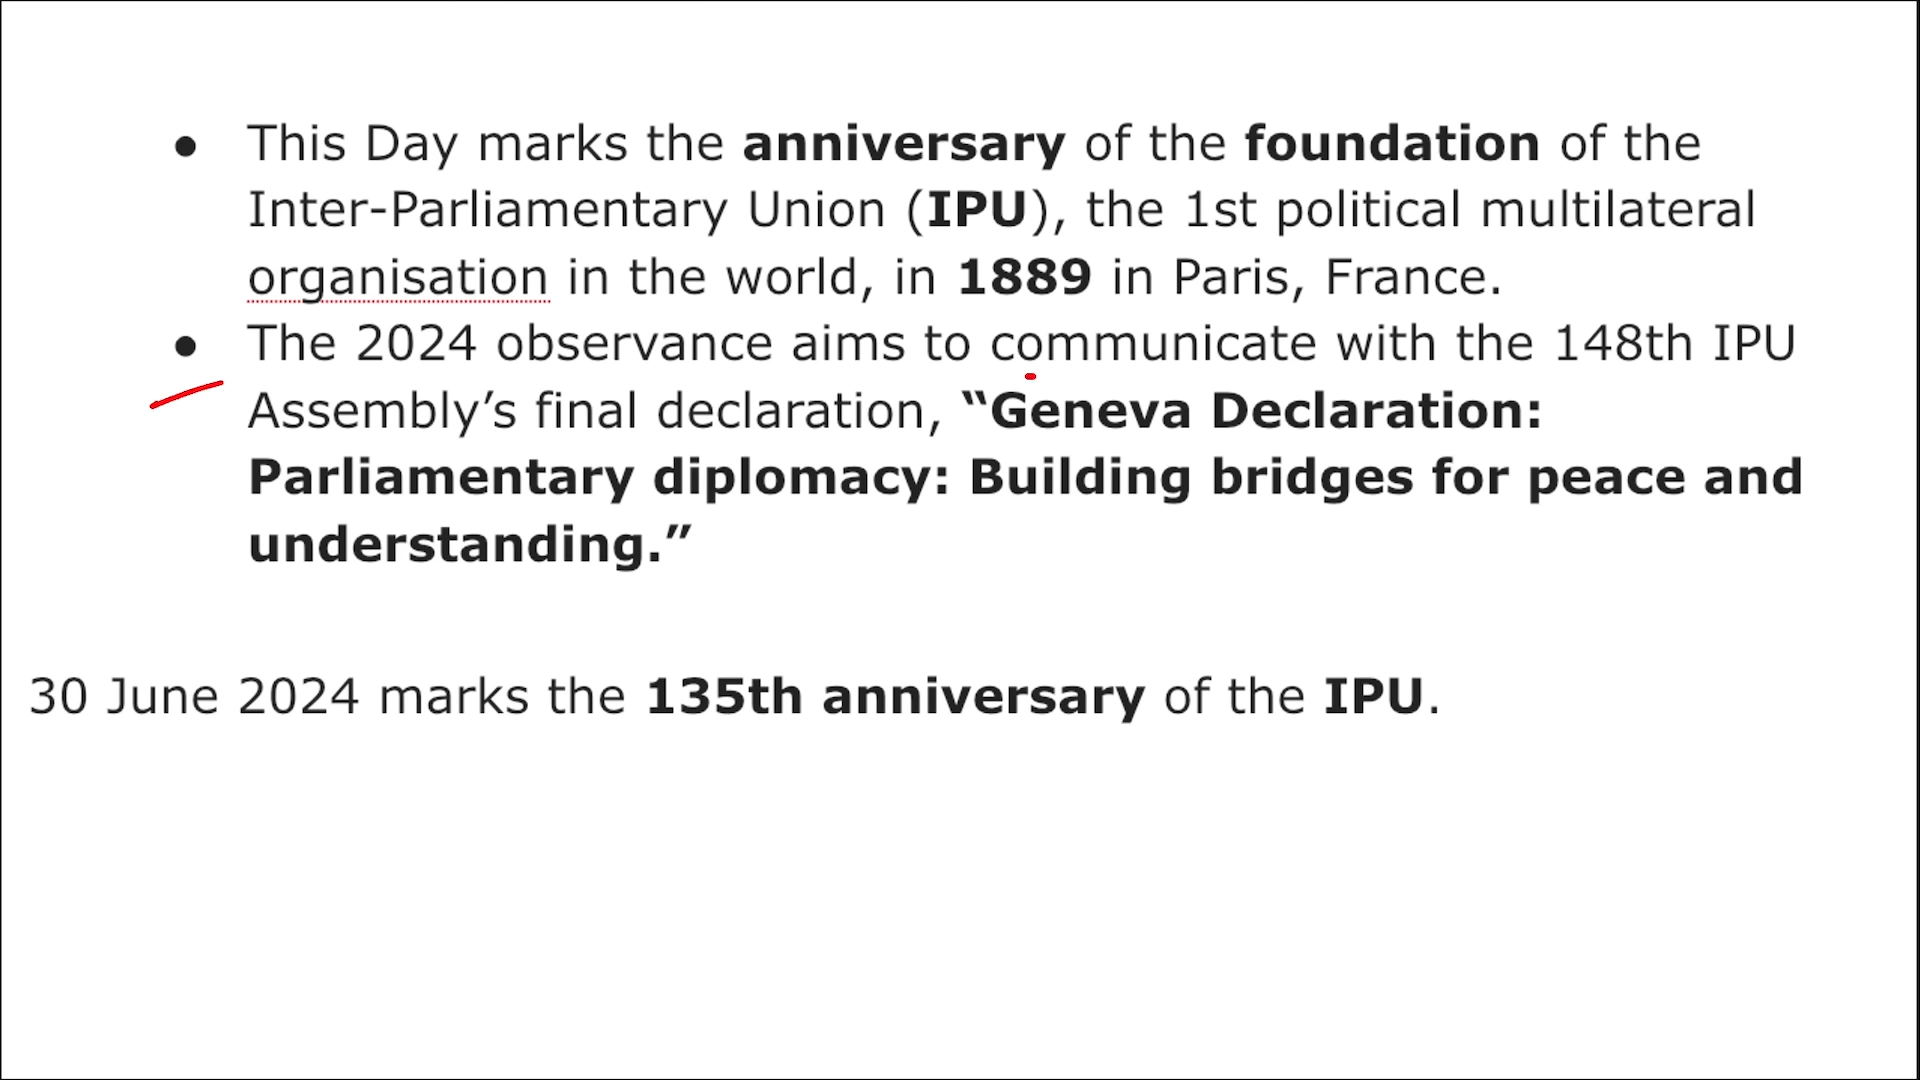 ● This Day marks the anniversary of the foundation of the
Inter-Parliamentary Union (IPU), the 1st political multilateral
organisation in the world, in 1889 in Paris, France.
● The 2024 observance aims to communicate with the 148th IPU
Assembly’s final declaration, “Geneva Declaration:
Parliamentary diplomacy: Building bridges for peace and
understanding.”
30 June 2024 marks the 135th anniversary of the IPU.